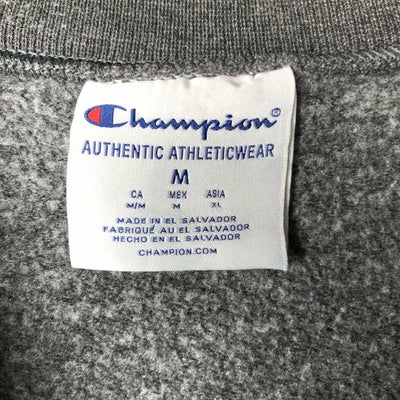 Champion®
AUTHENTIC ATHLETICWEAR
M
CA MEX ASIA
M/M M XL
MADE IN EL SALVADOR
FABRIQUÉ AU EL SALVADOR
HECHO EN EL SALVADOR
CHAMPION.COM